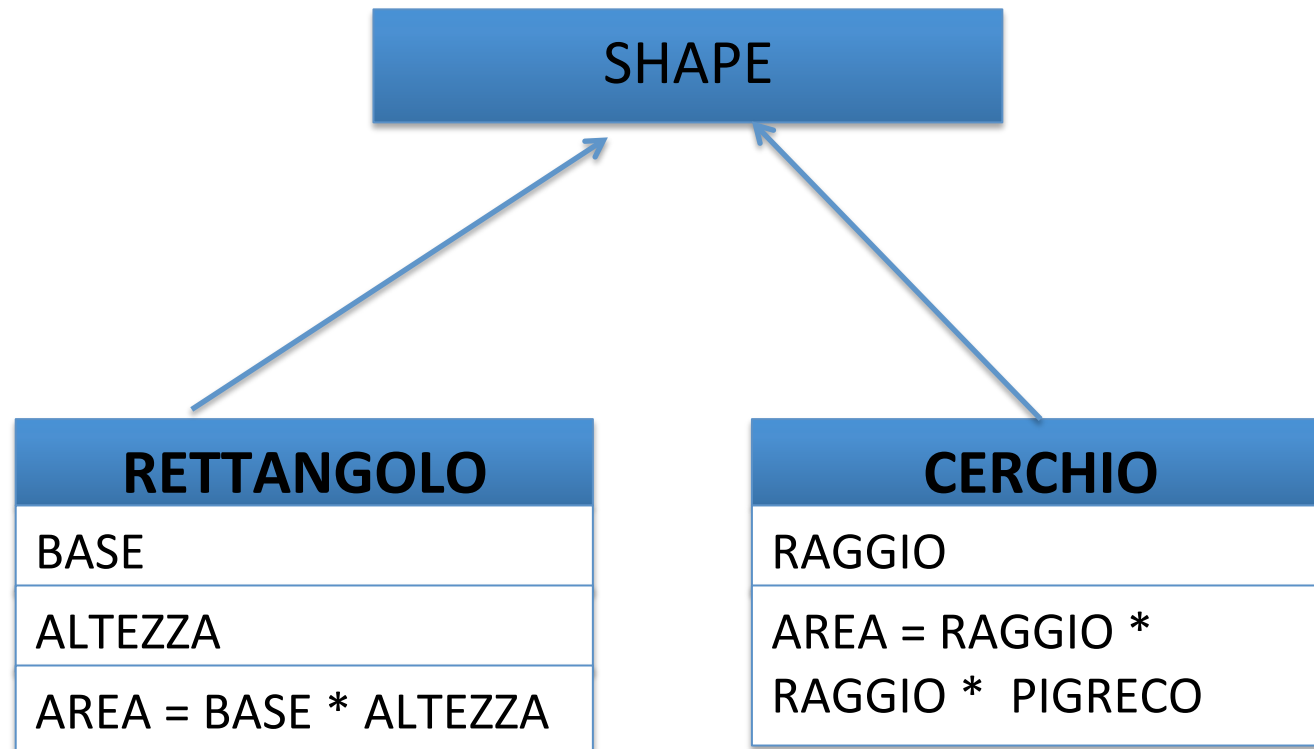 SHAPE
RETTANGOLO
BASE
ALTEZZA
AREA = BASE * ALTEZZA
CERCHIO
RAGGIO
AREA = RAGGIO *
RAGGIO * PIGRECO